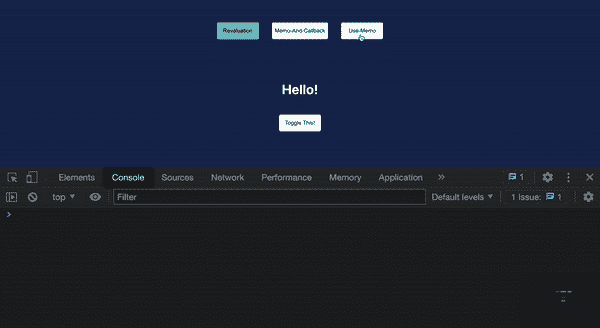 Revaluation Memo-And Callback Use-Memo
Hello!
Toggle This!
Elements Console Sources Network Performance Memory Application » 1
top ▼ Filter Default levels ▼ 1 Issue: 1
>